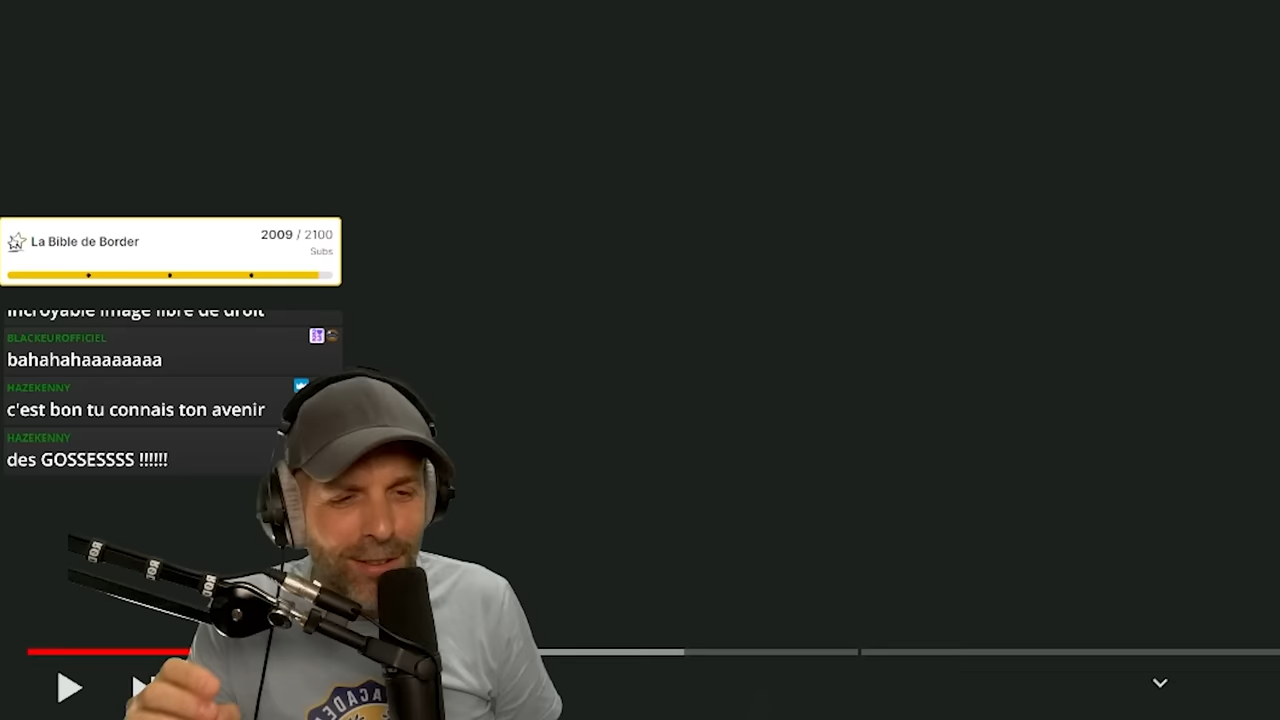 La Bible de Border
2009 / 2100
Subs
incroyable image libre de droit
BLACKEUROFFICIEL
bahahahaaaaaaaa
HAZEKENNY
c'est bon tu connais ton avenir
HAZEKENNY
des GOSSESSSS !!!!!!
ACADE